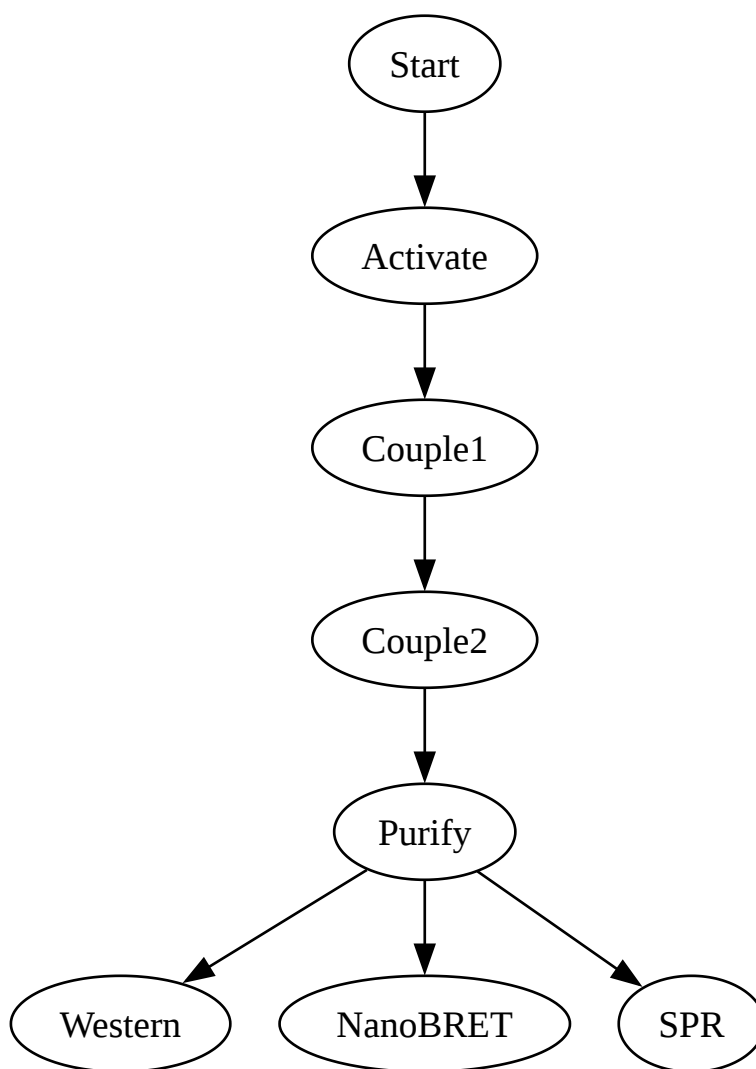 Start
Activate
Couple1
Couple2
Purify
Western
NanoBRET
SPR